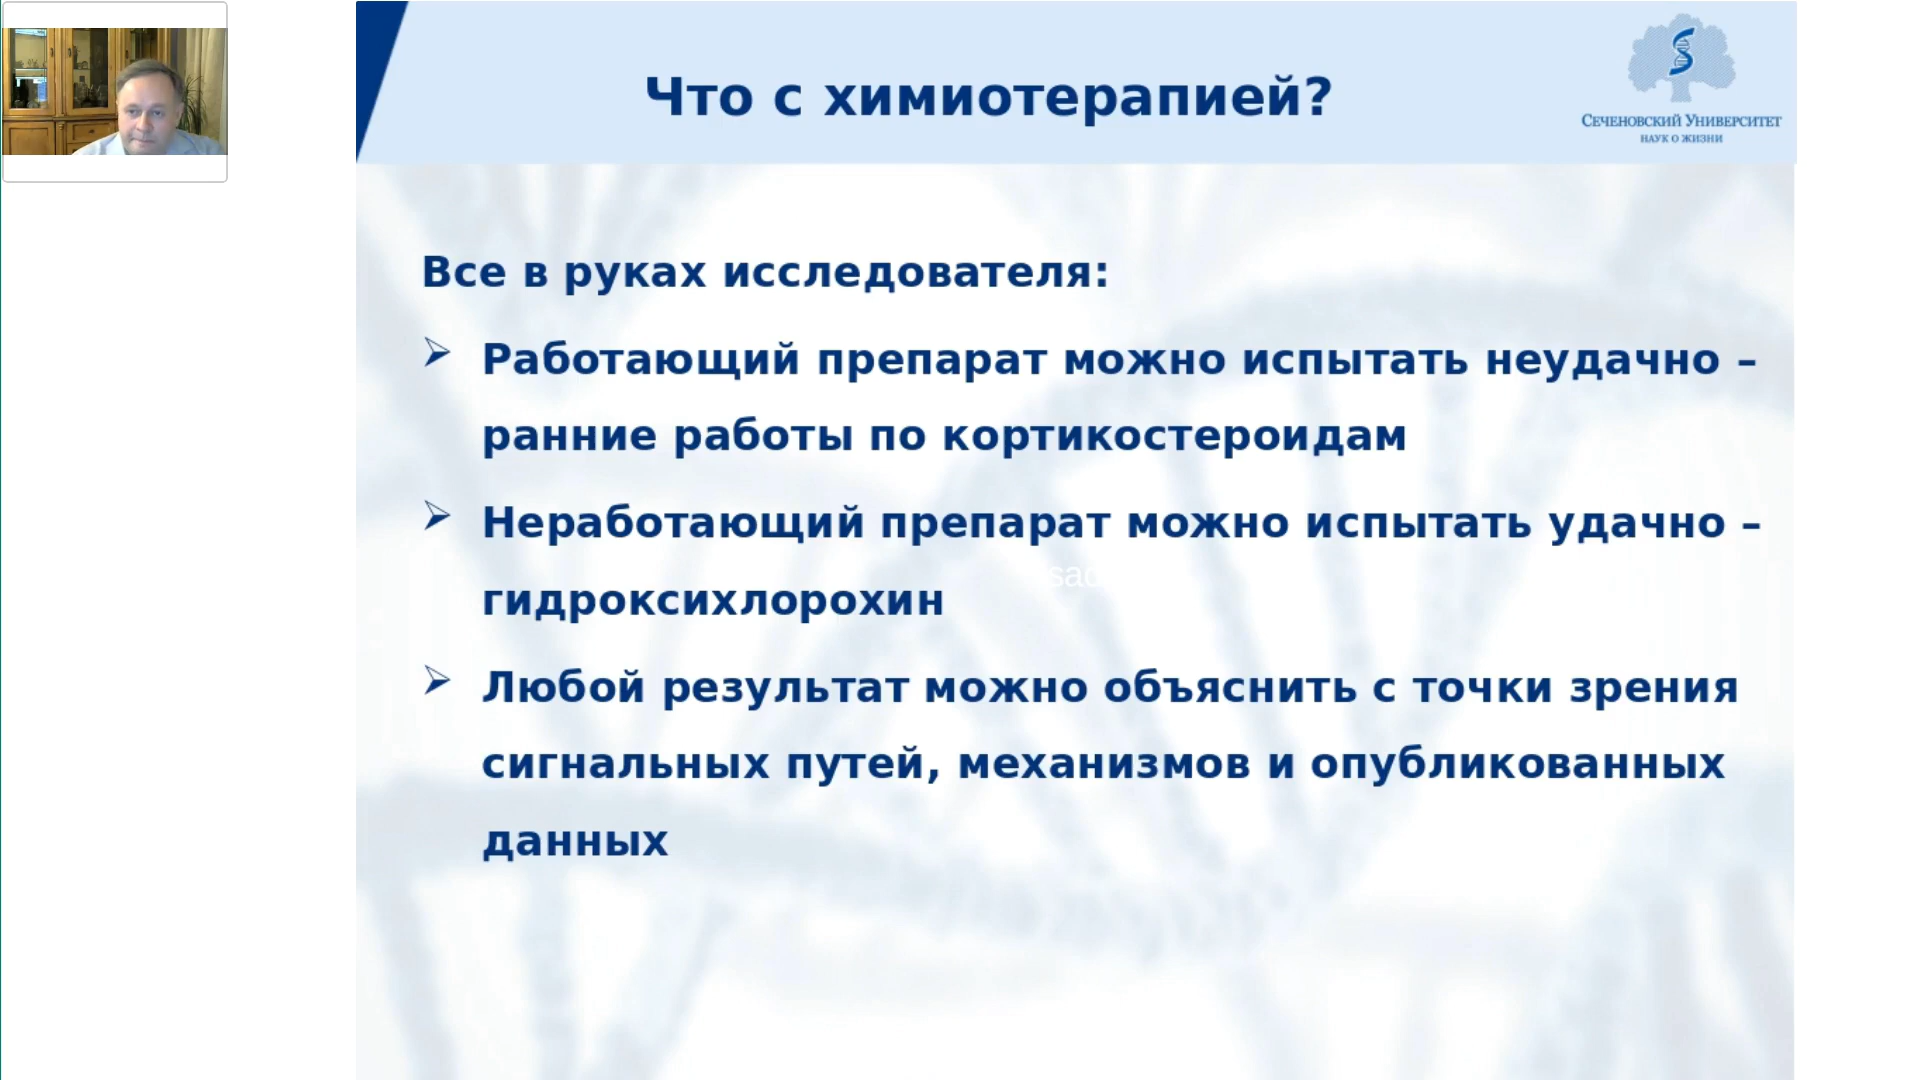 Что с химиотерапией?
СЕЧЕНОВСКИЙ УНИВЕРСИТЕТ
НАУК О ЖИЗНИ
Все в руках исследователя:
Работающий препарат можно испытать неудачно –
ранние работы по кортикостероидам
Неработающий препарат можно испытать удачно –
гидроксихлорохин
Любой результат можно объяснить с точки зрения
сигнальных путей, механизмов и опубликованных
данных